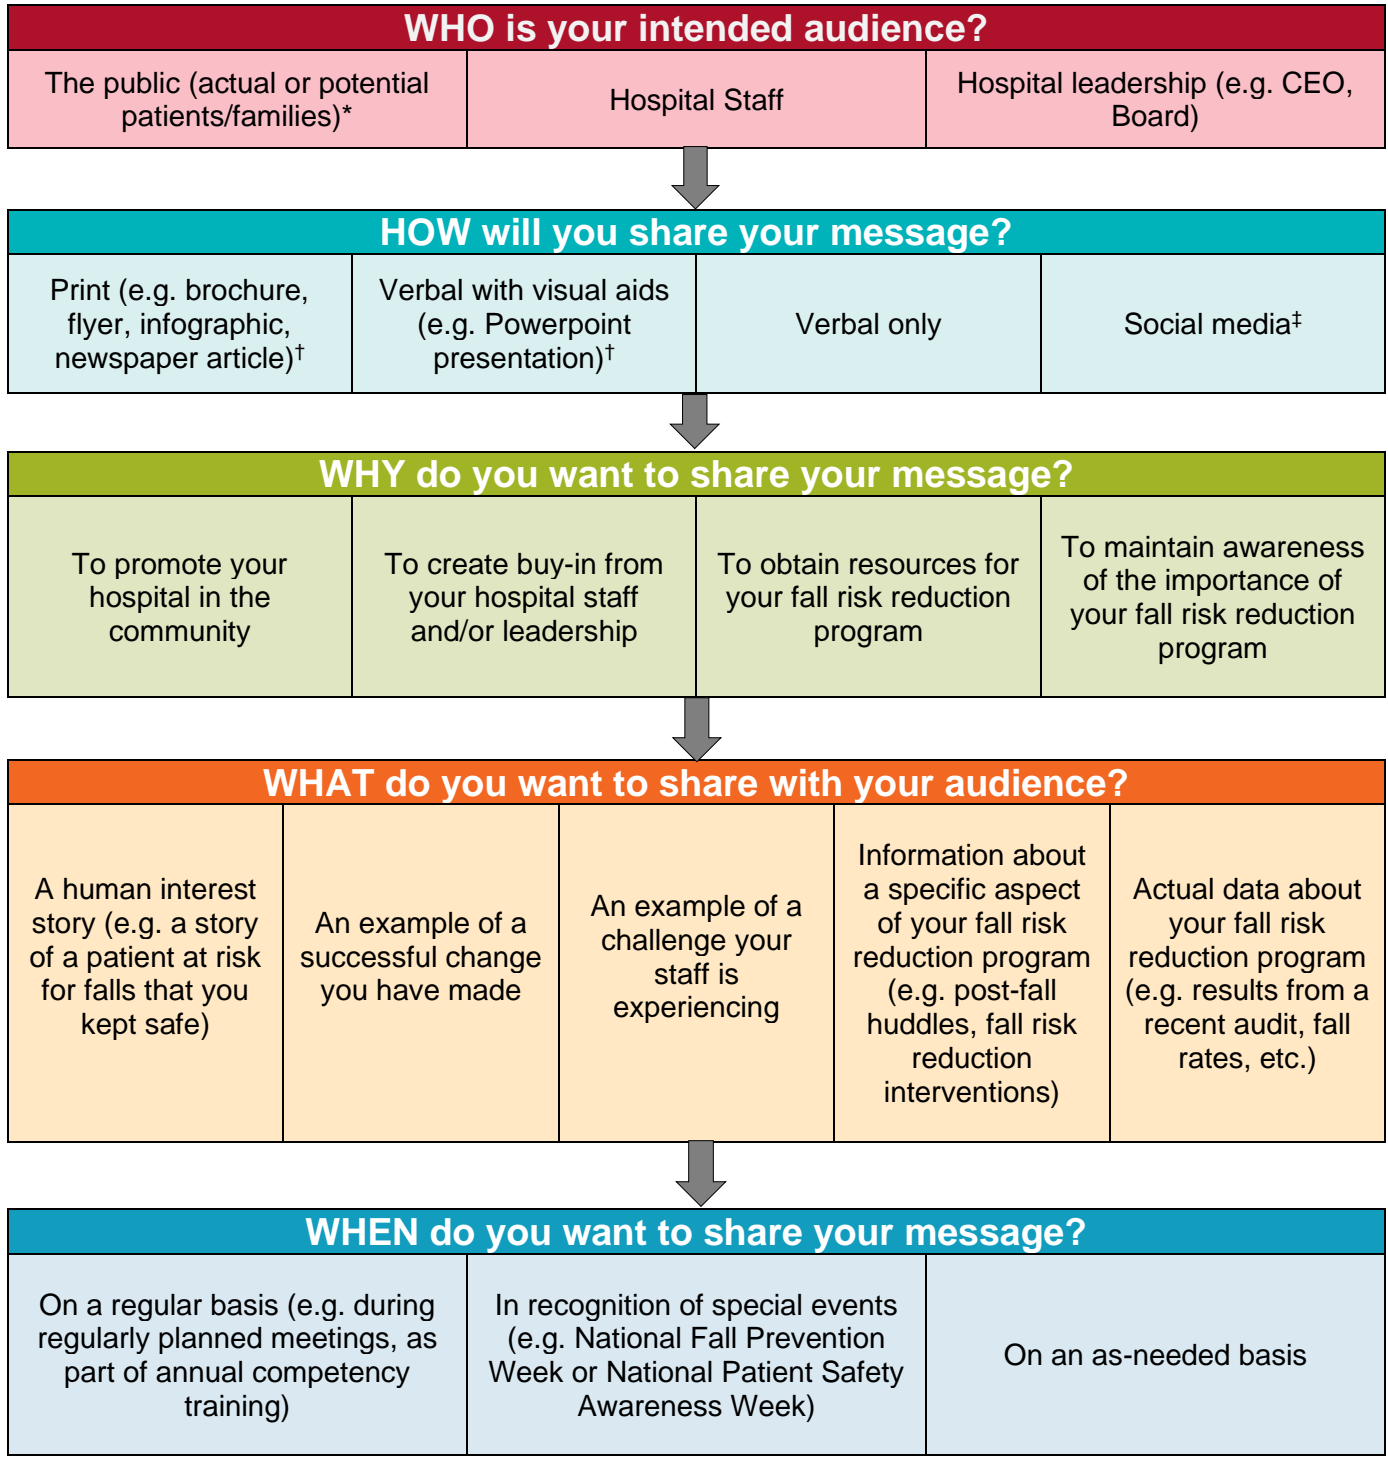 WHO is your intended audience?
The public (actual or potential
patients/families)*
Hospital Staff
Hospital leadership (e.g. CEO,
Board)
HOW will you share your message?
Print (e.g. brochure,
flyer, infographic,
newspaper article)†
Verbal with visual aids
(e.g. Powerpoint
presentation)†
Verbal only
Social media‡
WHY do you want to share your message?
To promote your
hospital in the
community
To create buy-in from
your hospital staff
and/or leadership
To obtain resources for
your fall risk reduction
program
To maintain awareness
of the importance of
your fall risk reduction
program
WHAT do you want to share with your audience?
A human interest
story (e.g. a story
of a patient at risk
for falls that you
kept safe)
An example of a
successful change
you have made
An example of a
challenge your
staff is
experiencing
Information about
a specific aspect
of your fall risk
reduction program
(e.g. post-fall
huddles, fall risk
reduction
interventions)
Actual data about
your fall risk
reduction program
(e.g. results from a
recent audit, fall
rates, etc.)
WHEN do you want to share your message?
On a regular basis (e.g. during
regularly planned meetings, as
part of annual competency
training)
In recognition of special events
(e.g. National Fall Prevention
Week or National Patient Safety
Awareness Week)
On an as-needed basis